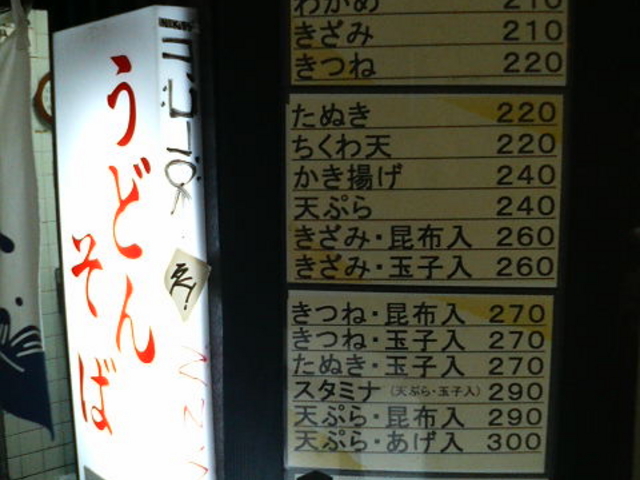 うどん
そば
わかめ 210
きざみ 210
きつね 220
たぬき 220
ちくわ天 220
かき揚げ 240
天ぷら 240
きざみ・昆布入 260
きざみ・玉子入 260
きつね・昆布入 270
きつね・玉子入 270
たぬき・玉子入 270
スタミナ（天ぷら・玉子入） 290
天ぷら・昆布入 290
天ぷら・あげ入 300